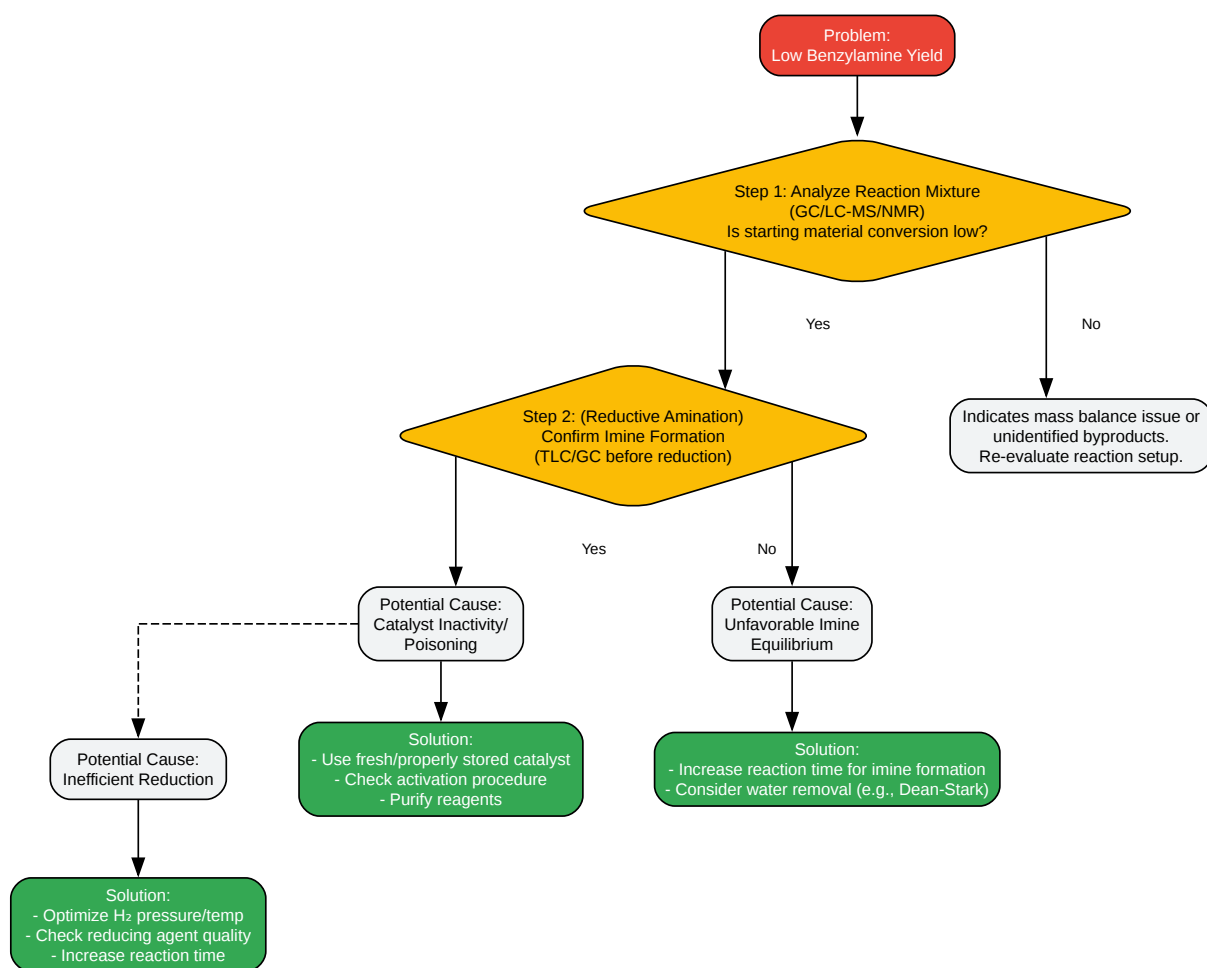 Problem:
Low Benzylamine Yield
Step 1: Analyze Reaction Mixture
(GC/LC-MS/NMR)
Is starting material conversion low?
Yes
No
Step 2: (Reductive Amination)
Confirm Imine Formation
(TLC/GC before reduction)
Indicates mass balance issue or
unidentified byproducts.
Re-evaluate reaction setup.
Yes
No
Potential Cause:
Catalyst Inactivity/
Poisoning
Potential Cause:
Unfavorable Imine
Equilibrium
Potential Cause:
Inefficient Reduction
Solution:
- Use fresh/properly stored catalyst
- Check activation procedure
- Purify reagents
Solution:
- Increase reaction time for imine formation
- Consider water removal (e.g., Dean-Stark)
Solution:
- Optimize H₂ pressure/temp
- Check reducing agent quality
- Increase reaction time